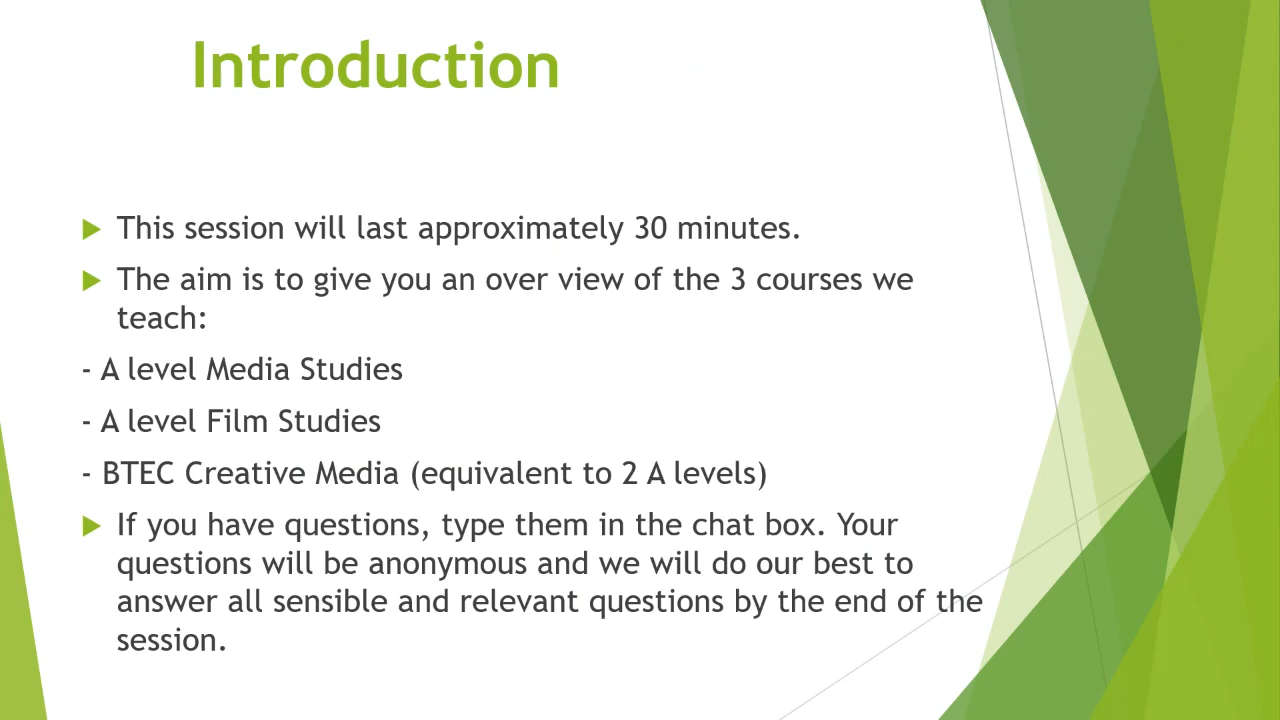 Introduction
This session will last approximately 30 minutes.
The aim is to give you an over view of the 3 courses we
teach:
- A level Media Studies
- A level Film Studies
- BTEC Creative Media (equivalent to 2 A levels)
If you have questions, type them in the chat box. Your
questions will be anonymous and we will do our best to
answer all sensible and relevant questions by the end of the
session.